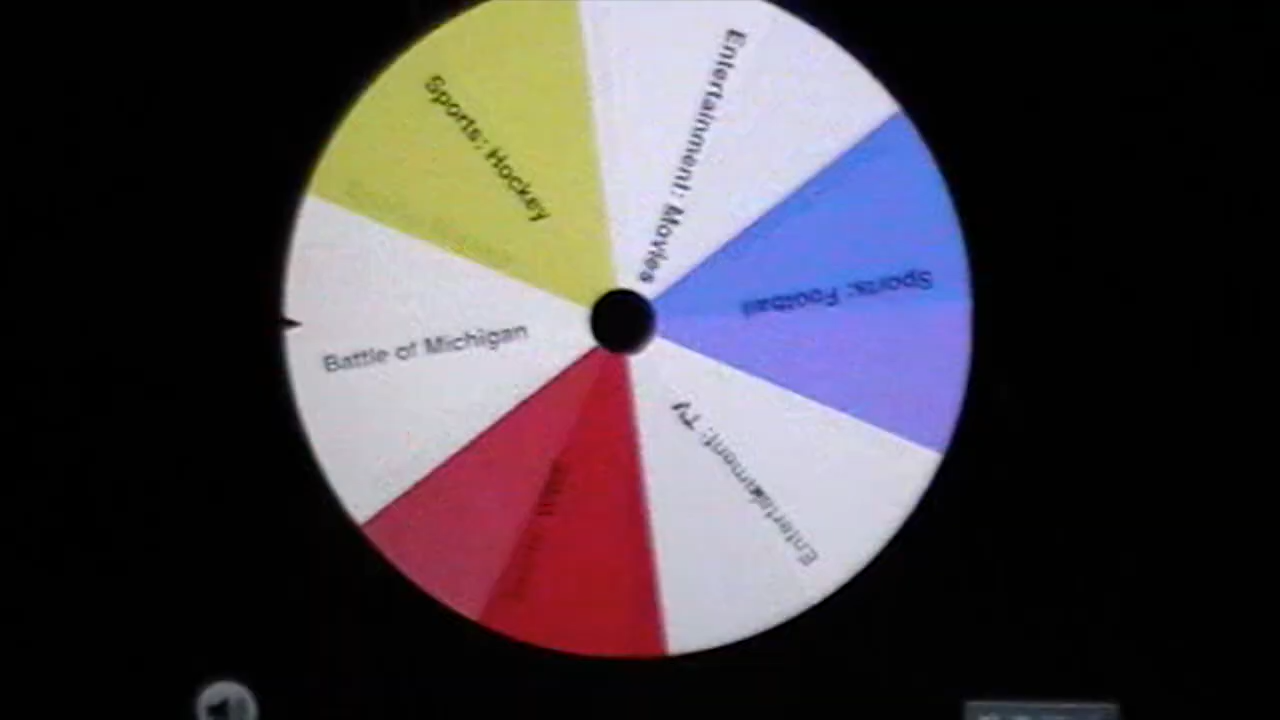 Entertainment: Movies
Sports: Hockey
Sports: Football
Battle of Michigan
Entertainment: TV